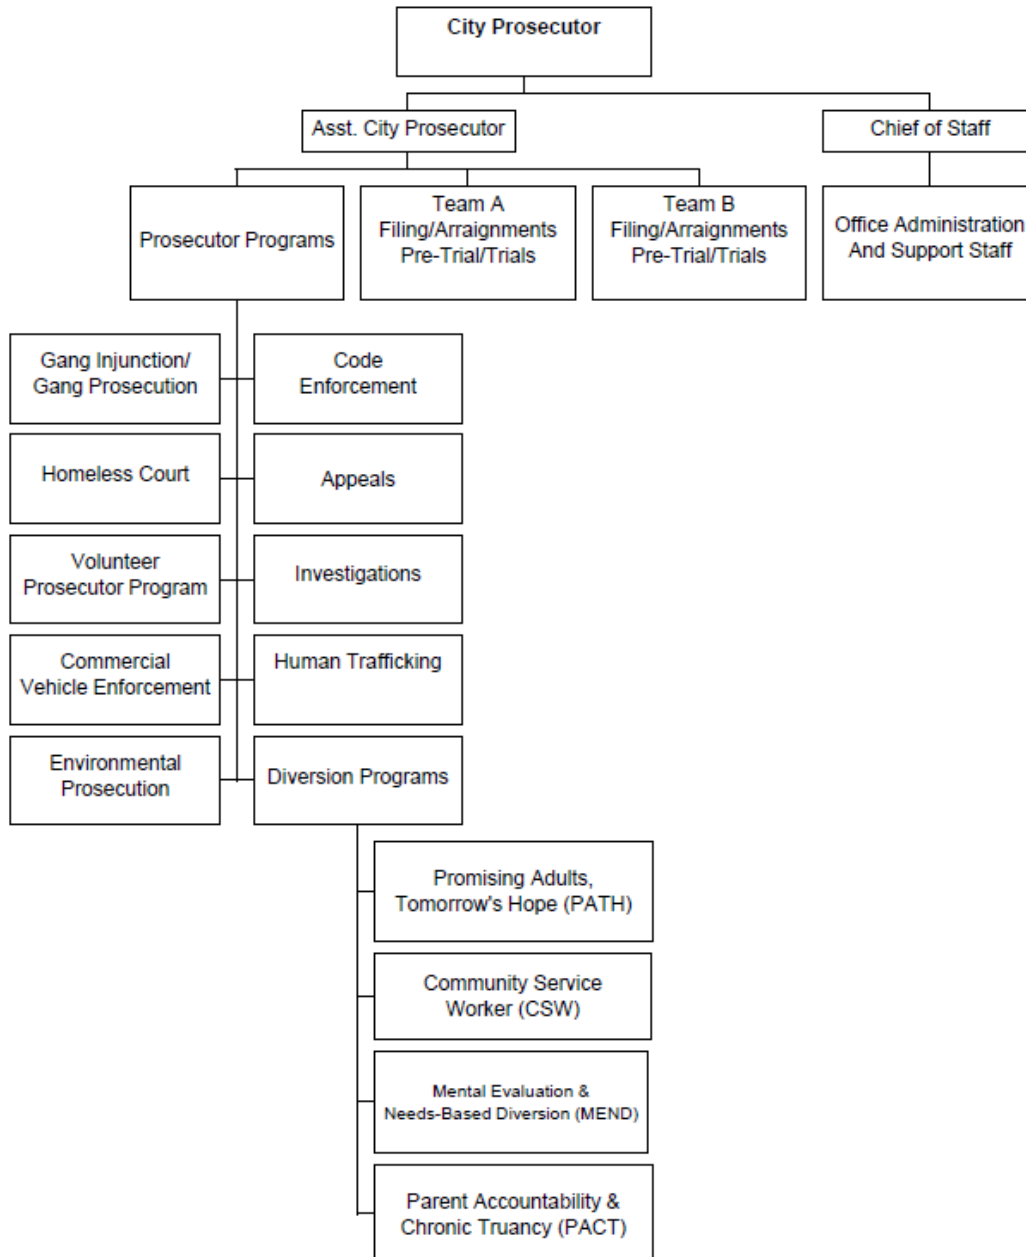 City Prosecutor
Asst. City Prosecutor
Chief of Staff
Prosecutor Programs
Team A
Filing/Arraignments
Pre-Trial/Trials
Team B
Filing/Arraignments
Pre-Trial/Trials
Office Administration
And Support Staff
Gang Injunction/
Gang Prosecution
Code
Enforcement
Homeless Court
Appeals
Volunteer
Prosecutor Program
Investigations
Commercial
Vehicle Enforcement
Human Trafficking
Environmental
Prosecution
Diversion Programs
Promising Adults,
Tomorrow's Hope (PATH)
Community Service
Worker (CSW)
Mental Evaluation &
Needs-Based Diversion (MEND)
Parent Accountability &
Chronic Truancy (PACT)